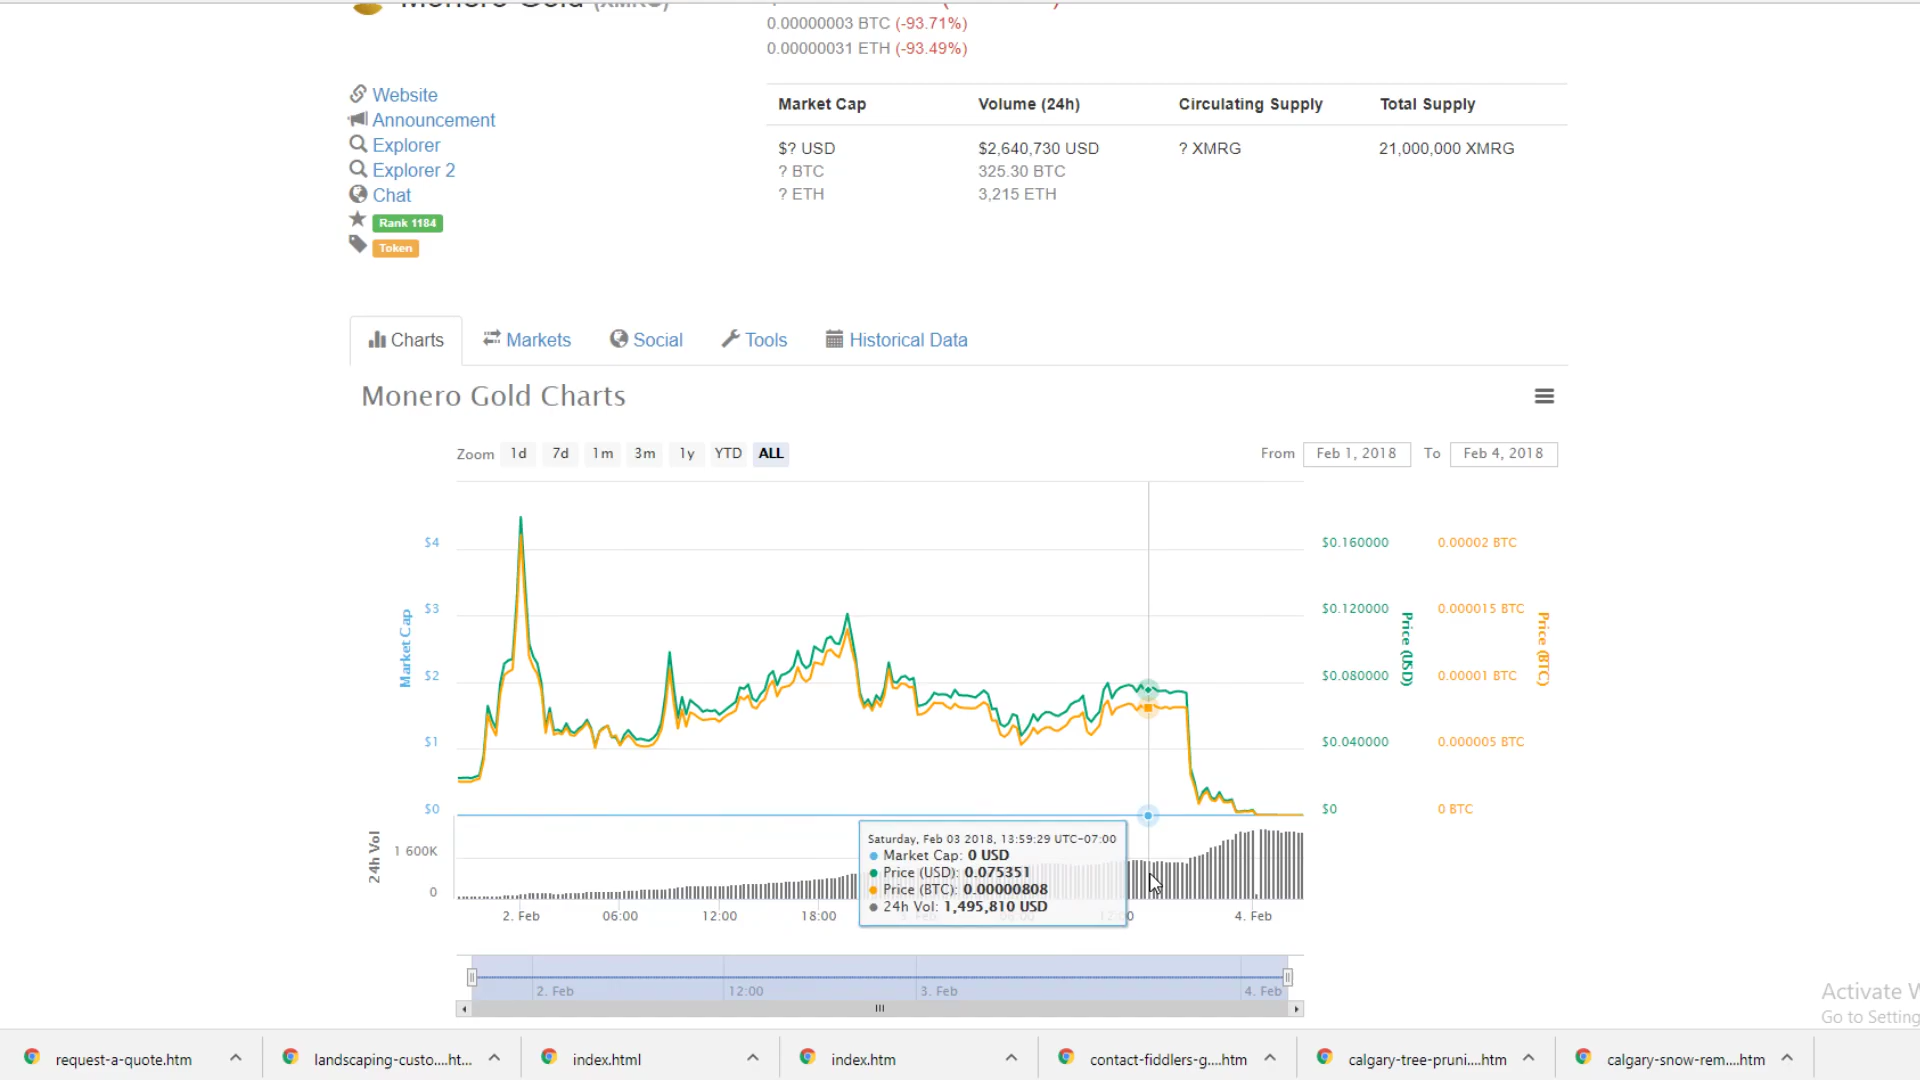 Monero Gold (XMRG)
0.00000003 BTC (-93.71%)
0.00000031 ETH (-93.49%)
Website
Announcement
Explorer
Explorer 2
Chat
Rank 1184
Token
Market Cap Volume (24h) Circulating Supply Total Supply
$? USD $2,640,730 USD ? XMRG 21,000,000 XMRG
? BTC 325.30 BTC
? ETH 3,215 ETH
Charts Markets Social Tools Historical Data
Monero Gold Charts
Zoom 1d 7d 1m 3m 1y YTD ALL From Feb 1, 2018 To Feb 4, 2018
$4 $0.160000 0.00002 BTC
$3 $0.120000 0.000015 BTC
Market Cap Price (USD) Price (BTC)
$2 $0.080000 0.00001 BTC
$1 $0.040000 0.000005 BTC
$0 $0 0 BTC
24h Vol
1 600K
0
Saturday, Feb 03 2018, 13:59:29 UTC-07:00
Market Cap: 0 USD
Price (USD): 0.075351
Price (BTC): 0.00000808
24h Vol: 1,495,810 USD
2. Feb 06:00 12:00 18:00 3. Feb 06:00 12:00 4. Feb
2. Feb 12:00 3. Feb 4. Feb
Activate W
Go to Setting
request-a-quote.htm landscaping-custo....ht... index.html index.htm contact-fiddlers-g....htm calgary-tree-pruni....htm calgary-snow-rem....htm